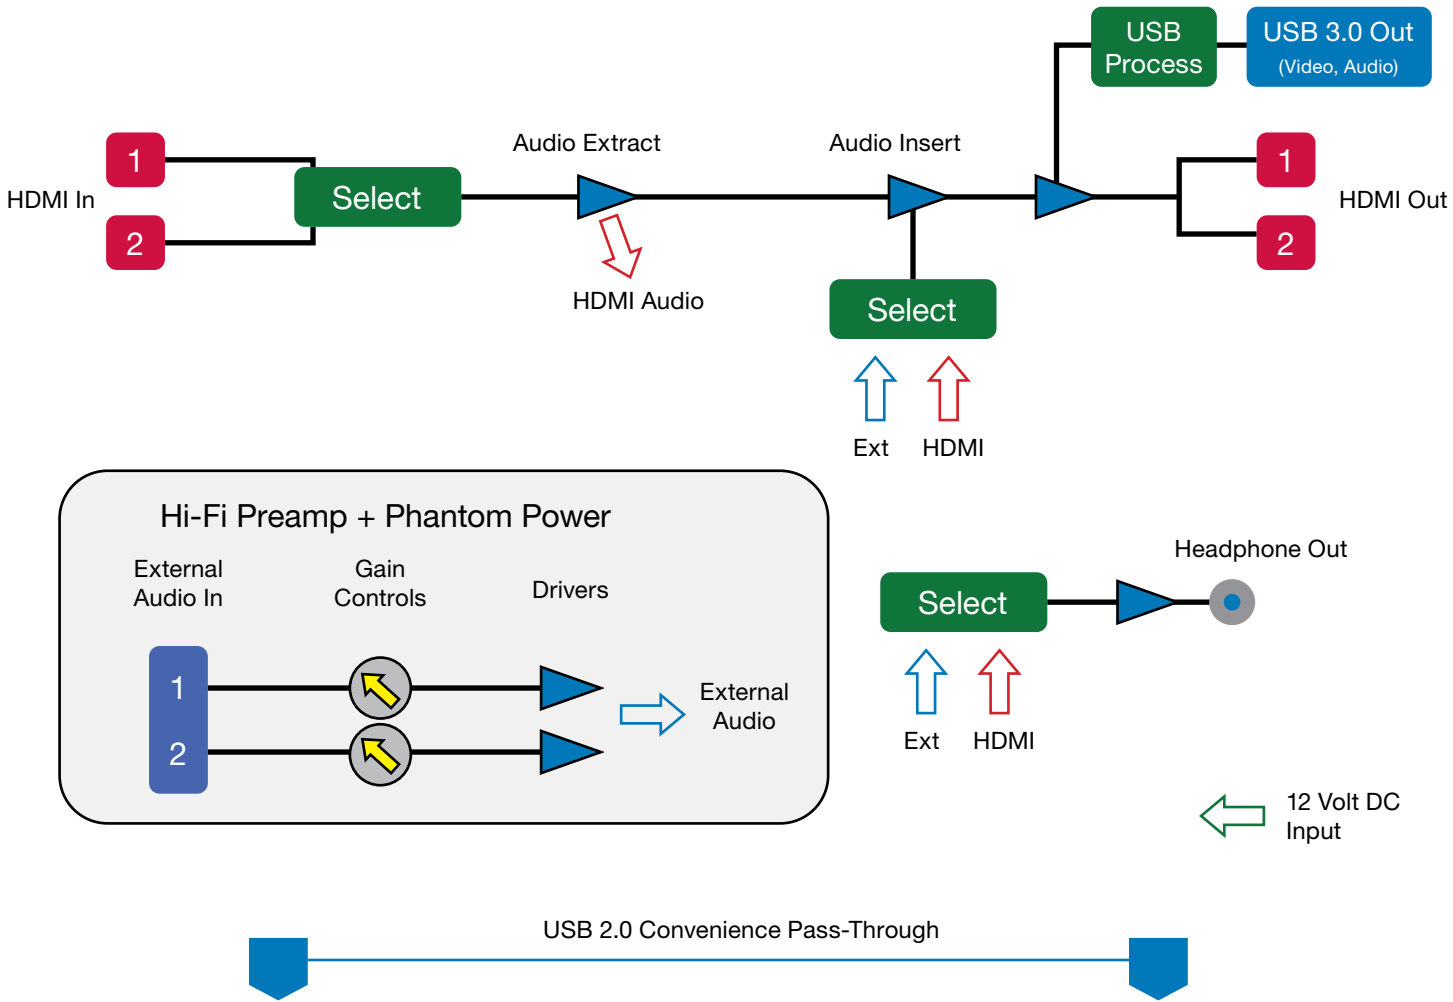 USB
Process
USB 3.0 Out
(Video, Audio)
HDMI In
1
2
Select
Audio Extract
HDMI Audio
Audio Insert
Select
Ext
HDMI
1
2
HDMI Out
Hi-Fi Preamp + Phantom Power
External
Audio In
Gain
Controls
Drivers
1
2
External
Audio
Select
Ext
HDMI
Headphone Out
12 Volt DC
Input
USB 2.0 Convenience Pass-Through